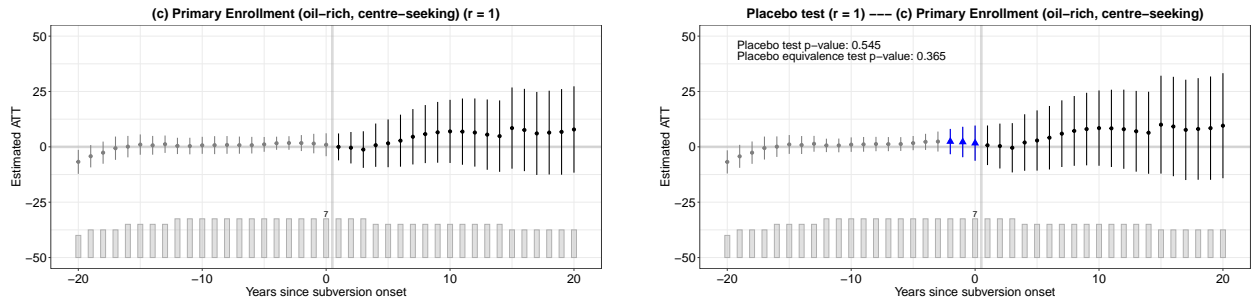 (c) Primary Enrollment (oil−rich, centre−seeking) (r = 1)
50
25
0
−25
−50
Estimated ATT
7
−20
−10
0
10
20
Years since subversion onset
Placebo test (r = 1) −−− (c) Primary Enrollment (oil−rich, centre−seeking)
Placebo test p−value: 0.545
Placebo equivalence test p−value: 0.365
50
25
0
−25
−50
Estimated ATT
7
−20
−10
0
10
20
Years since subversion onset